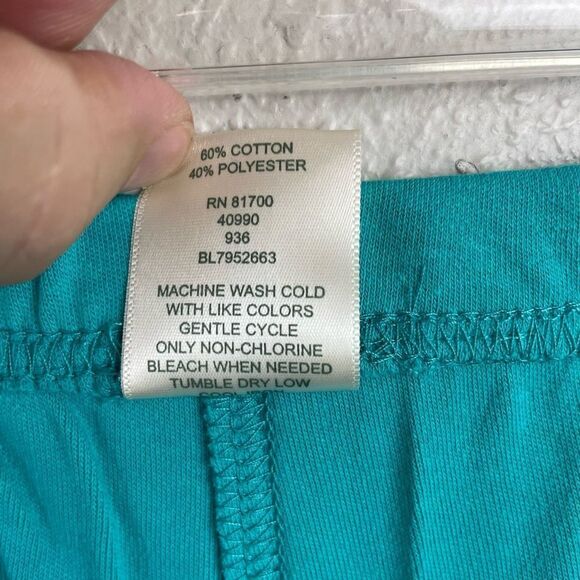 60% COTTON
40% POLYESTER
RN 81700
40990
936
BL7952663
MACHINE WASH COLD
WITH LIKE COLORS
GENTLE CYCLE
ONLY NON-CHLORINE
BLEACH WHEN NEEDED
TUMBLE DRY LOW